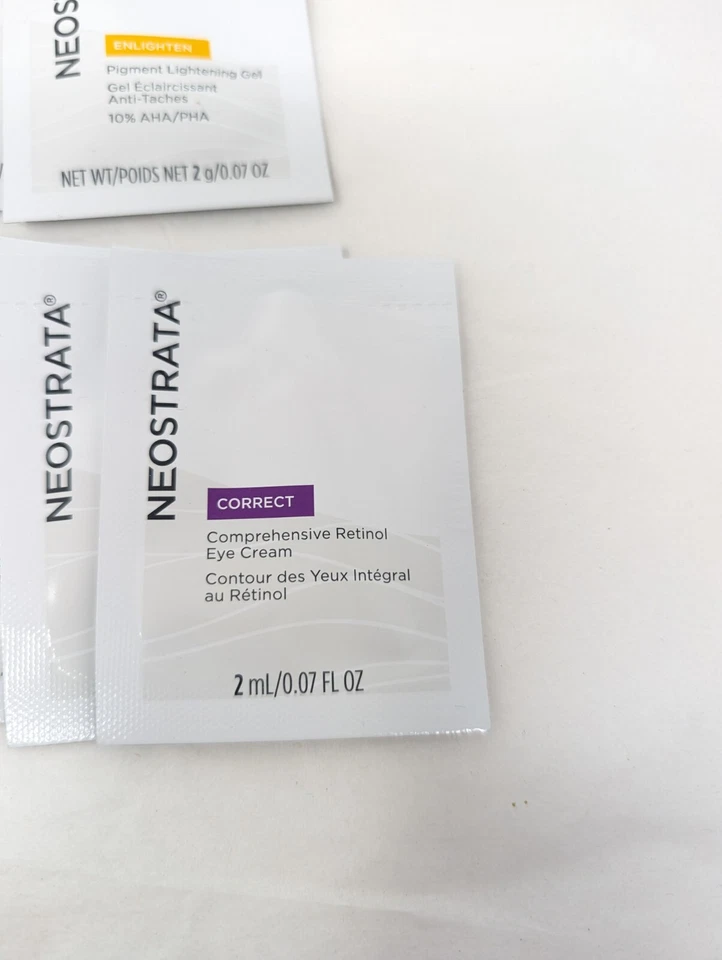 NEOS
ENLIGHTEN
Pigment Lightening Gel
Gel Éclaircissant
Anti-Taches
10% AHA/PHA
NET WT/POIDS NET 2 g/0.07 OZ
NEOSTRATA®
NEOSTRATA®
CORRECT
Comprehensive Retinol
Eye Cream
Contour des Yeux Intégral
au Rétinol
2 mL/0.07 FL OZ